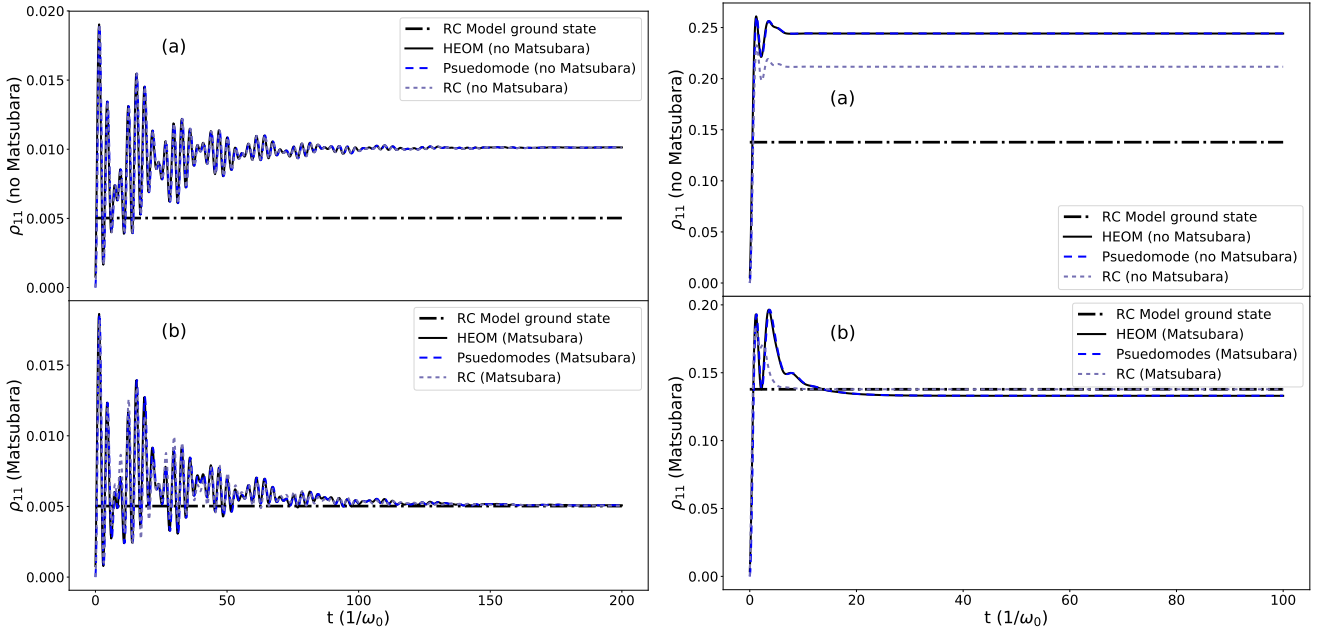 0.020
0.015
0.010
0.005
0.000
ρ11 (no Matsubara)
(a)
RC Model ground state
HEOM (no Matsubara)
Psuedomode (no Matsubara)
RC (no Matsubara)
0.015
0.010
0.005
0.000
ρ11 (Matsubara)
(b)
RC Model ground state
HEOM (Matsubara)
Psuedomodes (Matsubara)
RC (Matsubara)
0 50 100 150 200
t (1/ω0)
0.25
0.20
0.15
0.10
0.05
0.00
ρ11 (no Matsubara)
(a)
RC Model ground state
HEOM (no Matsubara)
Psuedomode (no Matsubara)
RC (no Matsubara)
0.20
0.15
0.10
0.05
0.00
ρ11 (Matsubara)
(b)
RC Model ground state
HEOM (Matsubara)
Psuedomodes (Matsubara)
RC (Matsubara)
0 20 40 60 80 100
t (1/ω0)